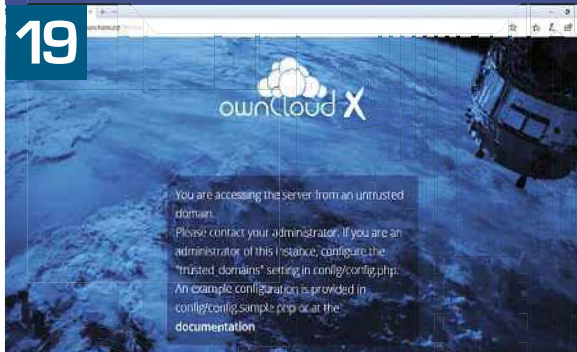 19
ownCloud X
You are accessing the server from an untrusted
domain.
Please contact your administrator. If you are an
administrator of this instance, configure the
"trusted_domains" setting in config/config.php.
An example configuration is provided in
config/config.sample.php or at the
documentation